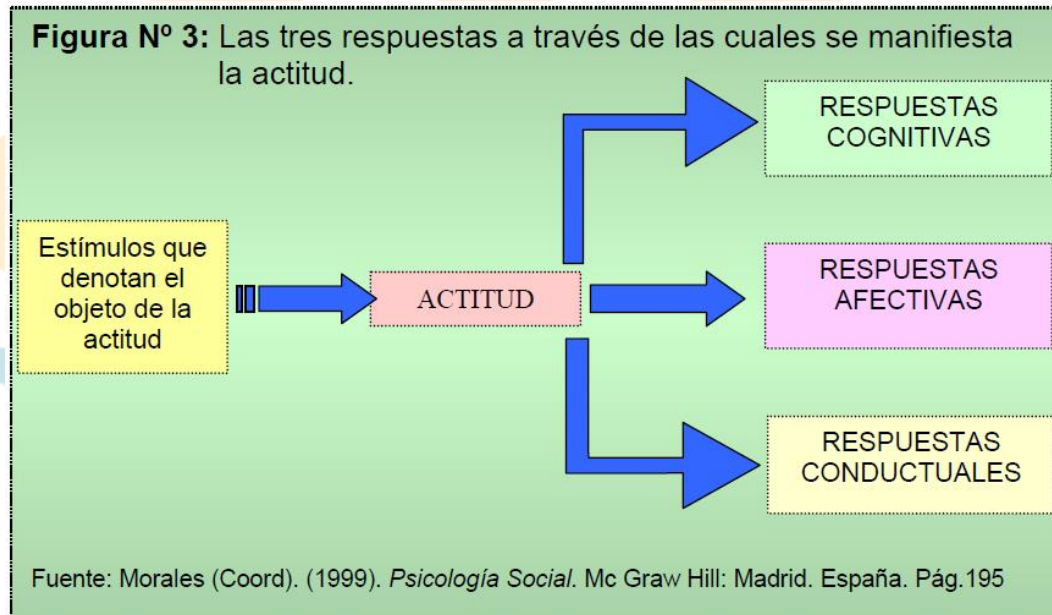 Figura Nº 3: Las tres respuestas a través de las cuales se manifiesta
la actitud.
RESPUESTAS
COGNITIVAS
Estímulos que
denotan el
objeto de la
actitud
ACTITUD
RESPUESTAS
AFECTIVAS
RESPUESTAS
CONDUCTUALES
Fuente: Morales (Coord). (1999). Psicología Social. Mc Graw Hill: Madrid. España. Pág.195